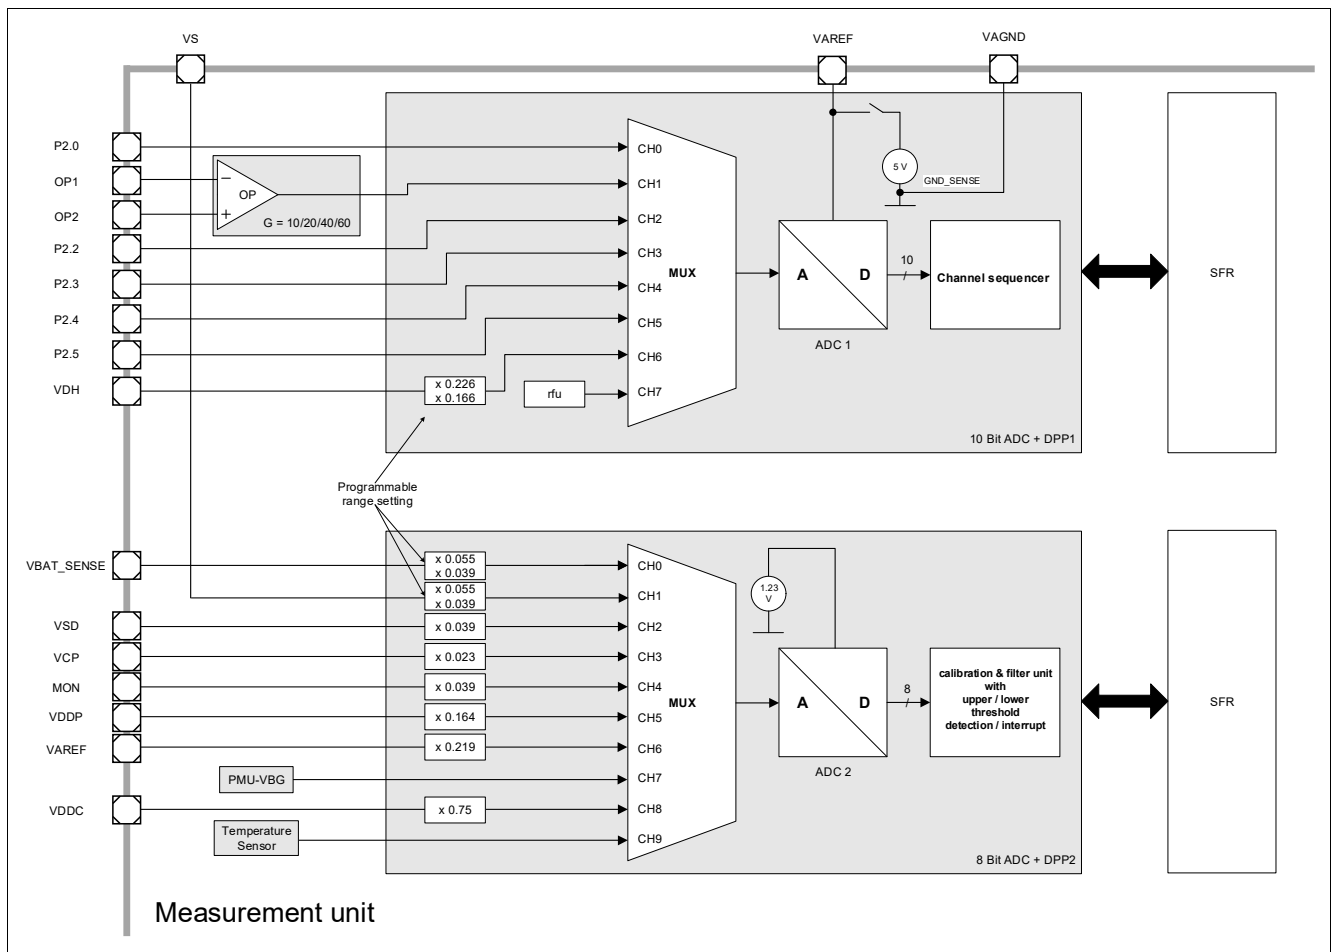 VS
VAREF
VAGND
P2.0
OP1
OP2
P2.2
P2.3
P2.4
P2.5
VDH
−
+
OP
G = 10/20/40/60
x 0.226
x 0.166
rfu
CH0
CH1
CH2
CH3
CH4
CH5
CH6
CH7
MUX
5 V
GND_SENSE
A
D
ADC 1
10
/
Channel sequencer
10 Bit ADC + DPP1
SFR
Programmable
range setting
VBAT_SENSE
VSD
VCP
MON
VDDP
VAREF
VDDC
PMU-VBG
Temperature
Sensor
x 0.055
x 0.039
x 0.055
x 0.039
x 0.039
x 0.023
x 0.039
x 0.164
x 0.219
x 0.75
CH0
CH1
CH2
CH3
CH4
CH5
CH6
CH7
CH8
CH9
MUX
1.23
V
A
D
ADC 2
8
/
calibration & filter unit
with
upper / lower
threshold
detection / interrupt
8 Bit ADC + DPP2
SFR
Measurement unit